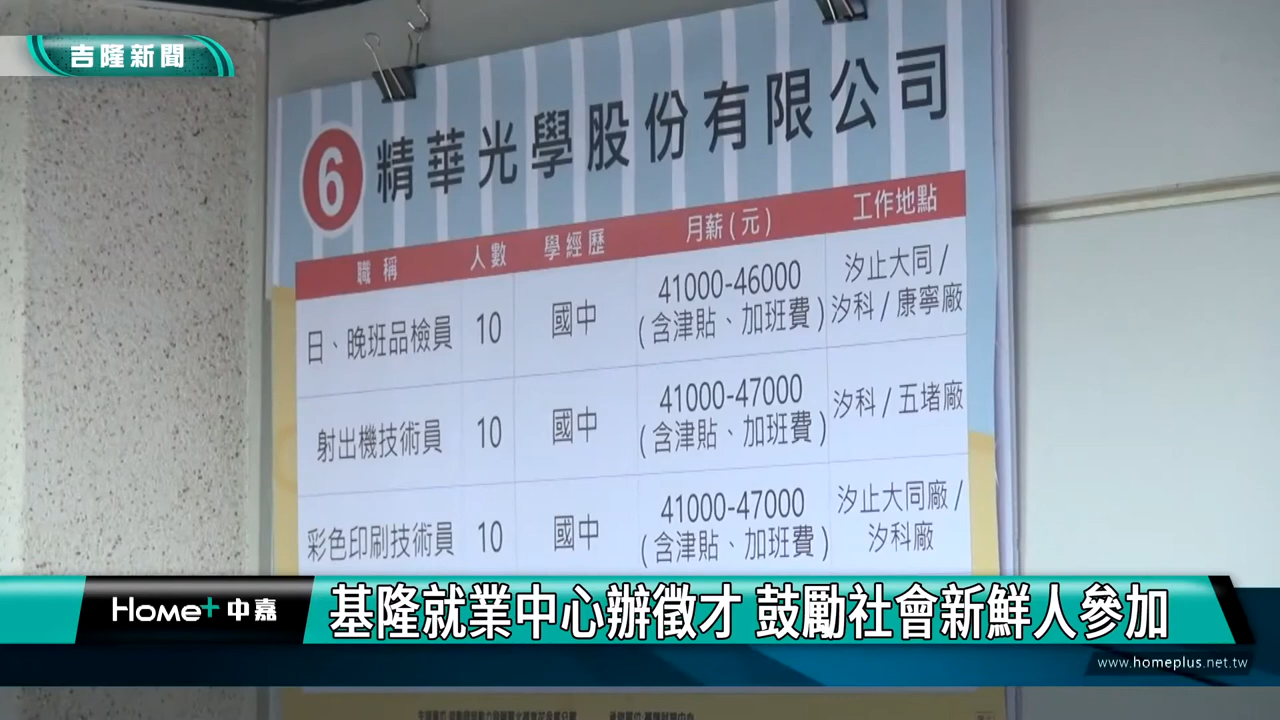 吉隆新聞
6 精華光學股份有限公司
職稱 人數 學經歷 月薪(元) 工作地點
日、晚班品檢員 10 國中 41000-46000 (含津貼、加班費) 汐止大同/ 汐科/康寧廠
射出機技術員 10 國中 41000-47000 (含津貼、加班費) 汐科/五堵廠
彩色印刷技術員 10 國中 41000-47000 (含津貼、加班費) 汐止大同廠/ 汐科廠
Home+中嘉
基隆就業中心辦徵才 鼓勵社會新鮮人參加
www.homeplus.net.tw